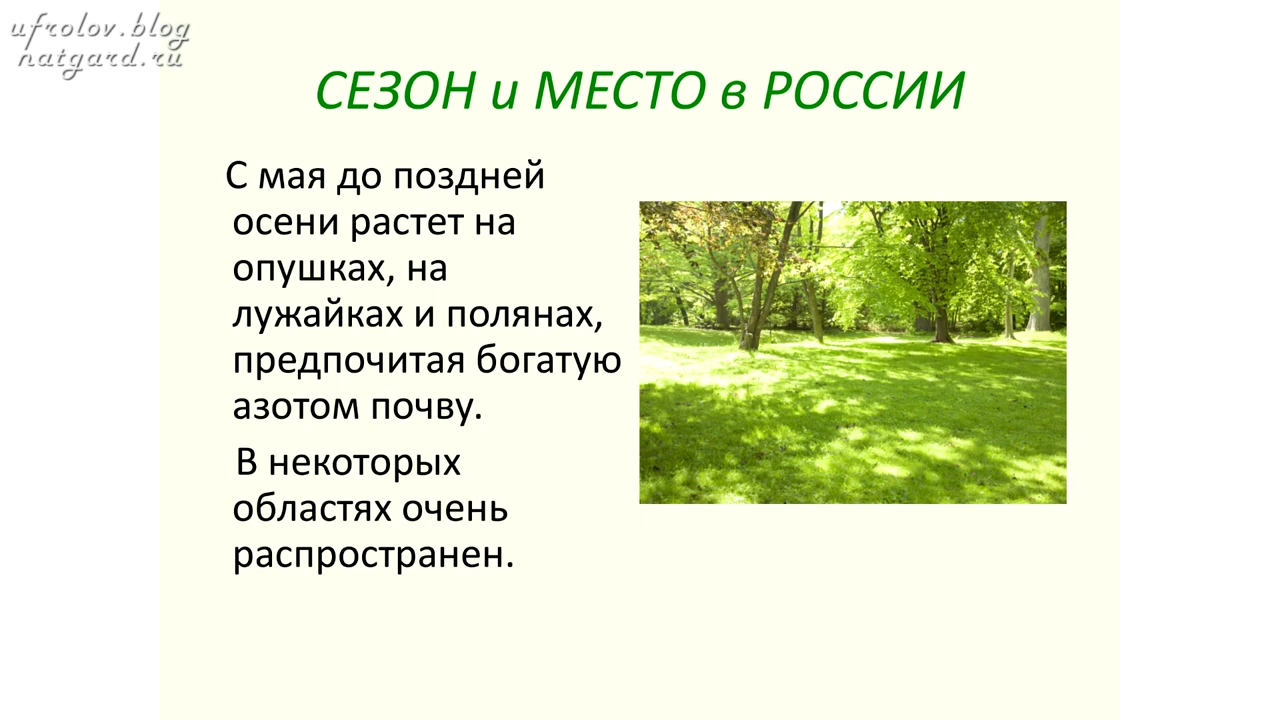 ufrolov.blog
natgard.ru
СЕЗОН и МЕСТО в РОССИИ
С мая до поздней
осени растет на
опушках, на
лужайках и полянах,
предпочитая богатую
азотом почву.
В некоторых
областях очень
распространен.